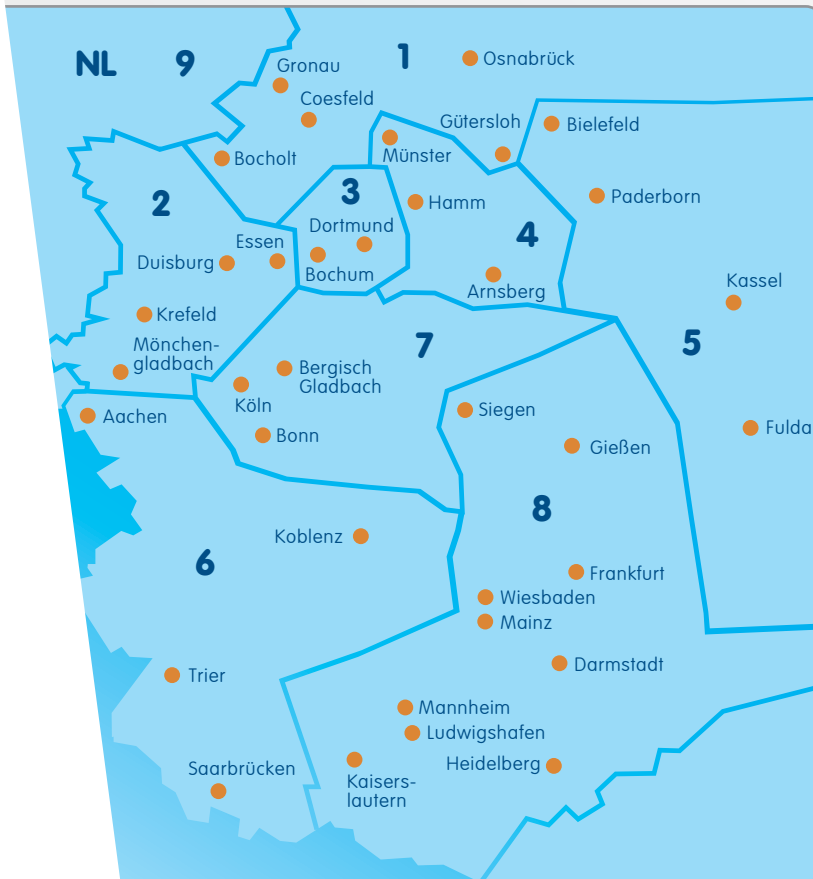 NL 9
1
Osnabrück
Gronau
Coesfeld
Gütersloh
Bielefeld
Münster
Bocholt
2
3
Hamm
Paderborn
Dortmund
4
Essen
Duisburg
Bochum
Arnsberg
Kassel
Krefeld
Mönchen-
gladbach
7
5
Bergisch
Gladbach
Köln
Aachen
Siegen
Bonn
Gießen
Fulda
8
Koblenz
6
Frankfurt
Wiesbaden
Mainz
Darmstadt
Trier
Mannheim
Ludwigshafen
Saarbrücken
Heidelberg
Kaisers-
lautern